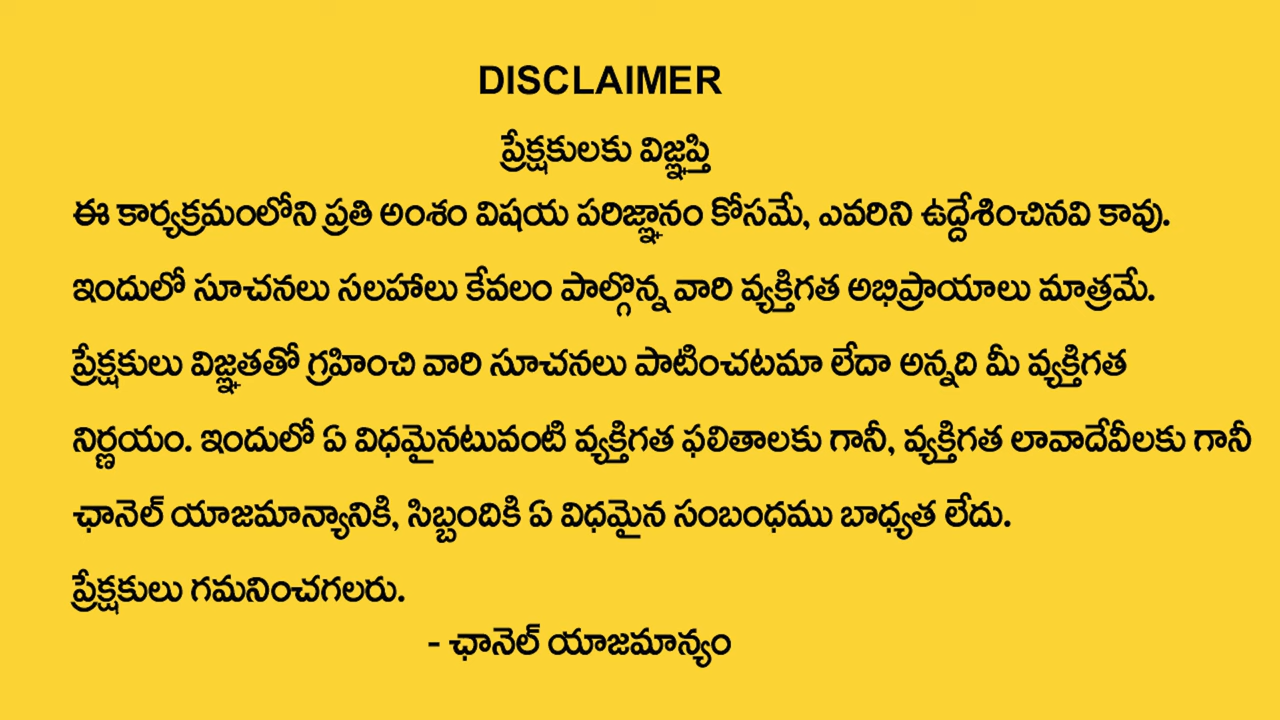 DISCLAIMER
ప్రేక్షకులకు విజ్ఞప్తి
ఈ కార్యక్రమంలోని ప్రతి అంశం విషయ పరిజ్ఞానం కోసమే, ఎవరిని ఉద్దేశించినవి కావు.
ఇందులో సూచనలు సలహాలు కేవలం పాల్గొన్న వారి వ్యక్తిగత అభిప్రాయాలు మాత్రమే.
ప్రేక్షకులు విజ్ఞతతో గ్రహించి వారి సూచనలు పాటించటమా లేదా అన్నది మీ వ్యక్తిగత
నిర్ణయం. ఇందులో ఏ విధమైనటువంటి వ్యక్తిగత ఫలితాలకు గానీ, వ్యక్తిగత లావాదేవీలకు గానీ
ఛానెల్ యాజమాన్యానికి, సిబ్బందికి ఏ విధమైన సంబంధము బాధ్యత లేదు.
ప్రేక్షకులు గమనించగలరు.
- ఛానెల్ యాజమాన్యం